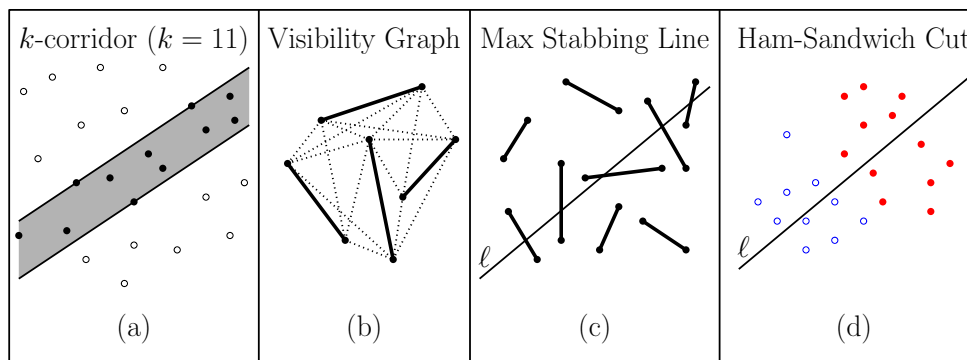 k-corridor (k = 11)
(a)
Visibility Graph
(b)
Max Stabbing Line
ℓ
(c)
Ham-Sandwich Cut
ℓ
(d)